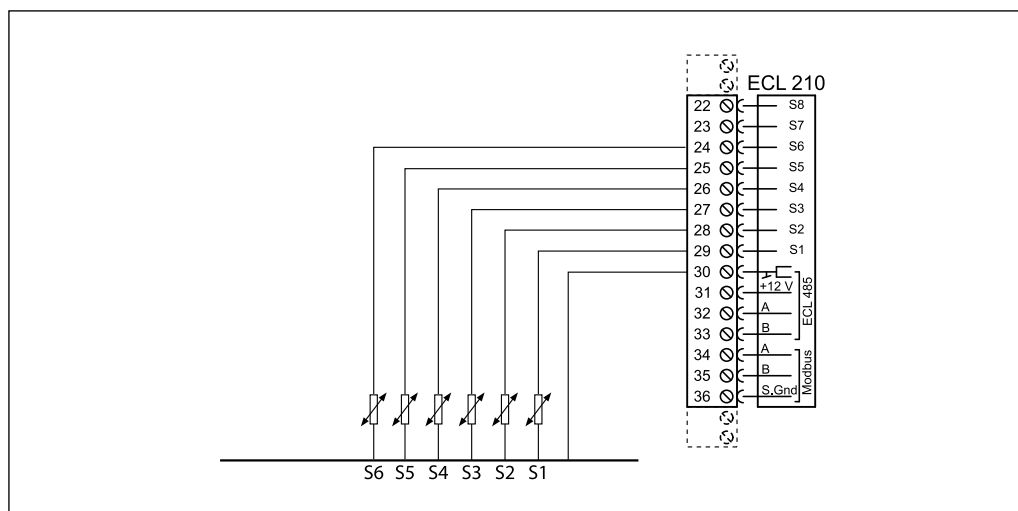 ECL 210
22 S8
23 S7
24 S6
25 S5
26 S4
27 S3
28 S2
29 S1
30
31 +12 V
32 A
33 B
ECL 485
34 A
35 B
36 S.Gnd
Modbus
S6 S5 S4 S3 S2 S1